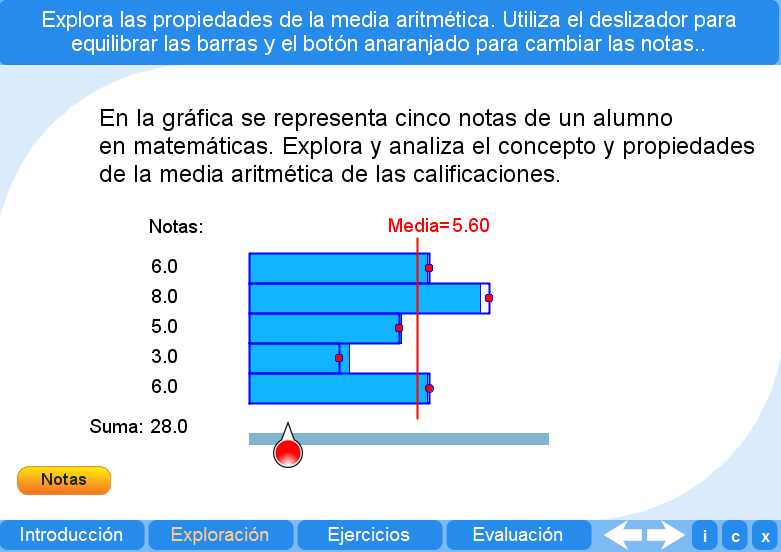 Explora las propiedades de la media aritmética. Utiliza el deslizador para
equilibrar las barras y el botón anaranjado para cambiar las notas..
En la gráfica se representa cinco notas de un alumno
en matemáticas. Explora y analiza el concepto y propiedades
de la media aritmética de las calificaciones.
Notas:
Media=5.60
6.0
8.0
5.0
3.0
6.0
Suma: 28.0
Notas
Introducción
Exploración
Ejercicios
Evaluación
i
c
x